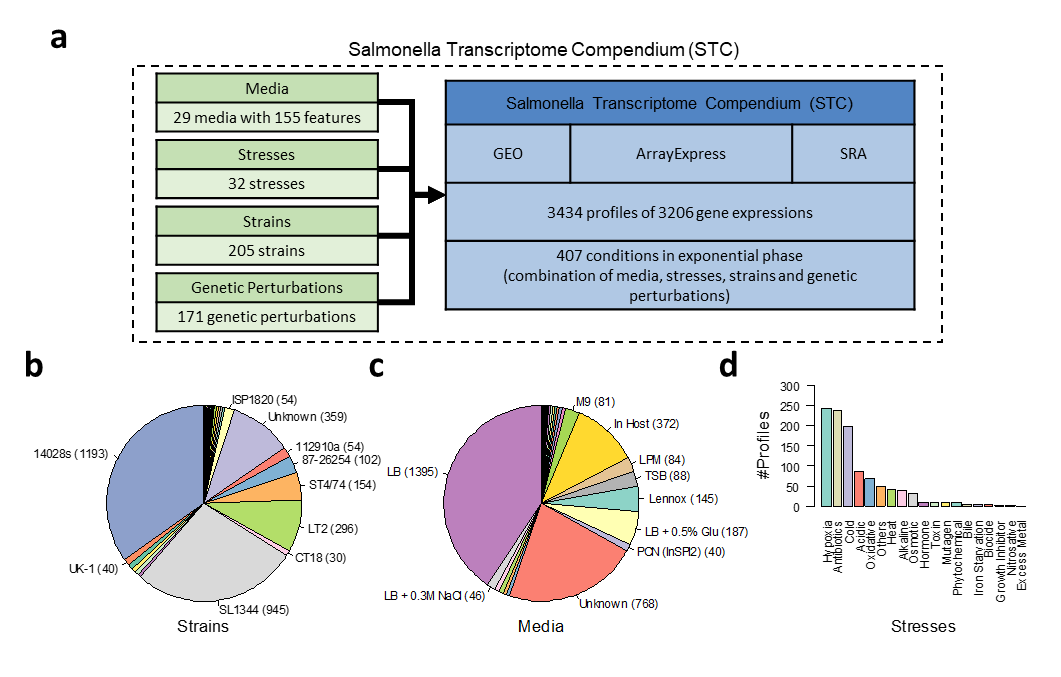 a
Salmonella Transcriptome Compendium (STC)
Media
29 media with 155 features
Stresses
32 stresses
Strains
205 strains
Genetic Perturbations
171 genetic perturbations
Salmonella Transcriptome Compendium (STC)
GEO
ArrayExpress
SRA
3434 profiles of 3206 gene expressions
407 conditions in exponential phase
(combination of media, stresses, strains and genetic
perturbations)
b
ISP1820 (54)
Unknown (359)
112910a (54)
87-26254 (102)
ST4/74 (154)
LT2 (296)
CT18 (30)
SL1344 (945)
UK-1 (40)
14028s (1193)
Strains
c
M9 (81)
In Host (372)
LPM (84)
TSB (88)
Lennox (145)
LB + 0.5% Glu (187)
PCN (InSPI2) (40)
Unknown (768)
LB + 0.3M NaCl (46)
LB (1395)
Media
d
#Profiles
300
250
200
150
100
50
0
Hypoxia
Antibiotics
Cold
Acidic
Oxidative
Others
Heat
Alkaline
Osmotic
Hormone
Toxin
Mutagen
Phytochemical
Bile
Iron Starvation
Biocide
Growth Inhibitor
Nitrosative
Excess Metal
Stresses